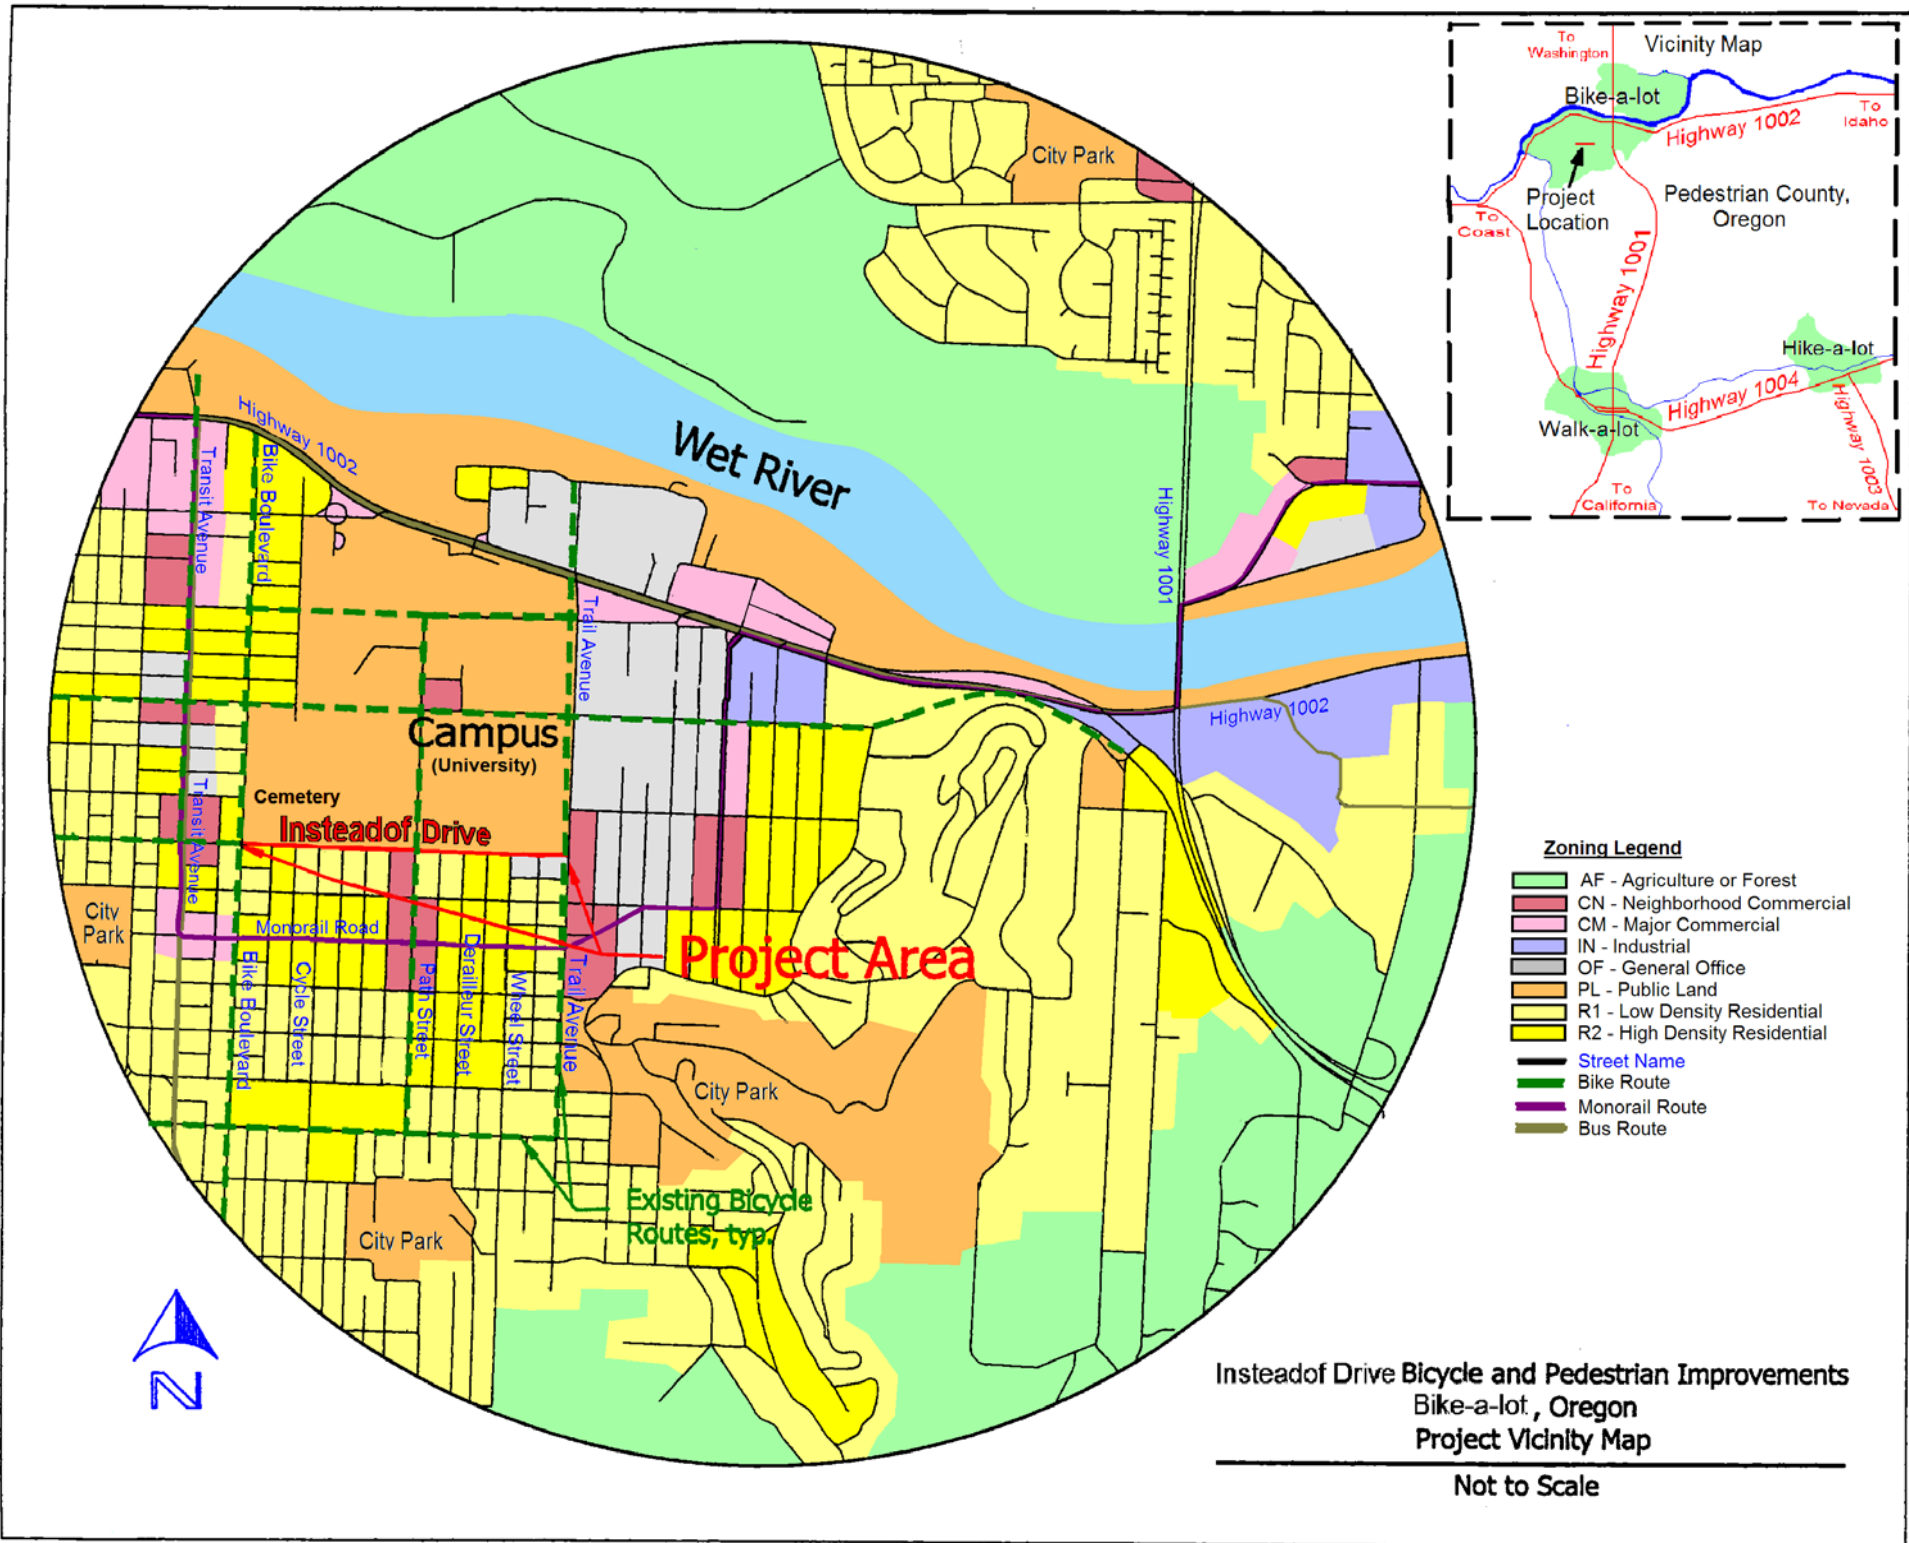 To
Washington
Vicinity Map
Bike-a-lot
Highway 1002
To
Idaho
Project
Location
Pedestrian County,
Oregon
To
Coast
Highway 1001
Hike-a-lot
Highway 1004
Highway 1003
Walk-a-lot
To
California
To Nevada
City Park
Wet River
Highway 1002
Transit Avenue
Bike Boulevard
Highway 1001
Trail Avenue
Highway 1002
Campus
(University)
Cemetery
Insteadof Drive
Transit Avenue
City
Park
Monorail Road
Project Area
Bike Boulevard
Cycle Street
Path Street
Derailleur Street
Wheel Street
Trail Avenue
City Park
Existing Bicycle
Routes, typ.
City Park
N
Zoning Legend
AF - Agriculture or Forest
CN - Neighborhood Commercial
CM - Major Commercial
IN - Industrial
OF - General Office
PL - Public Land
R1 - Low Density Residential
R2 - High Density Residential
Street Name
Bike Route
Monorail Route
Bus Route
Insteadof Drive Bicycle and Pedestrian Improvements
Bike-a-lot, Oregon
Project Vicinity Map
Not to Scale